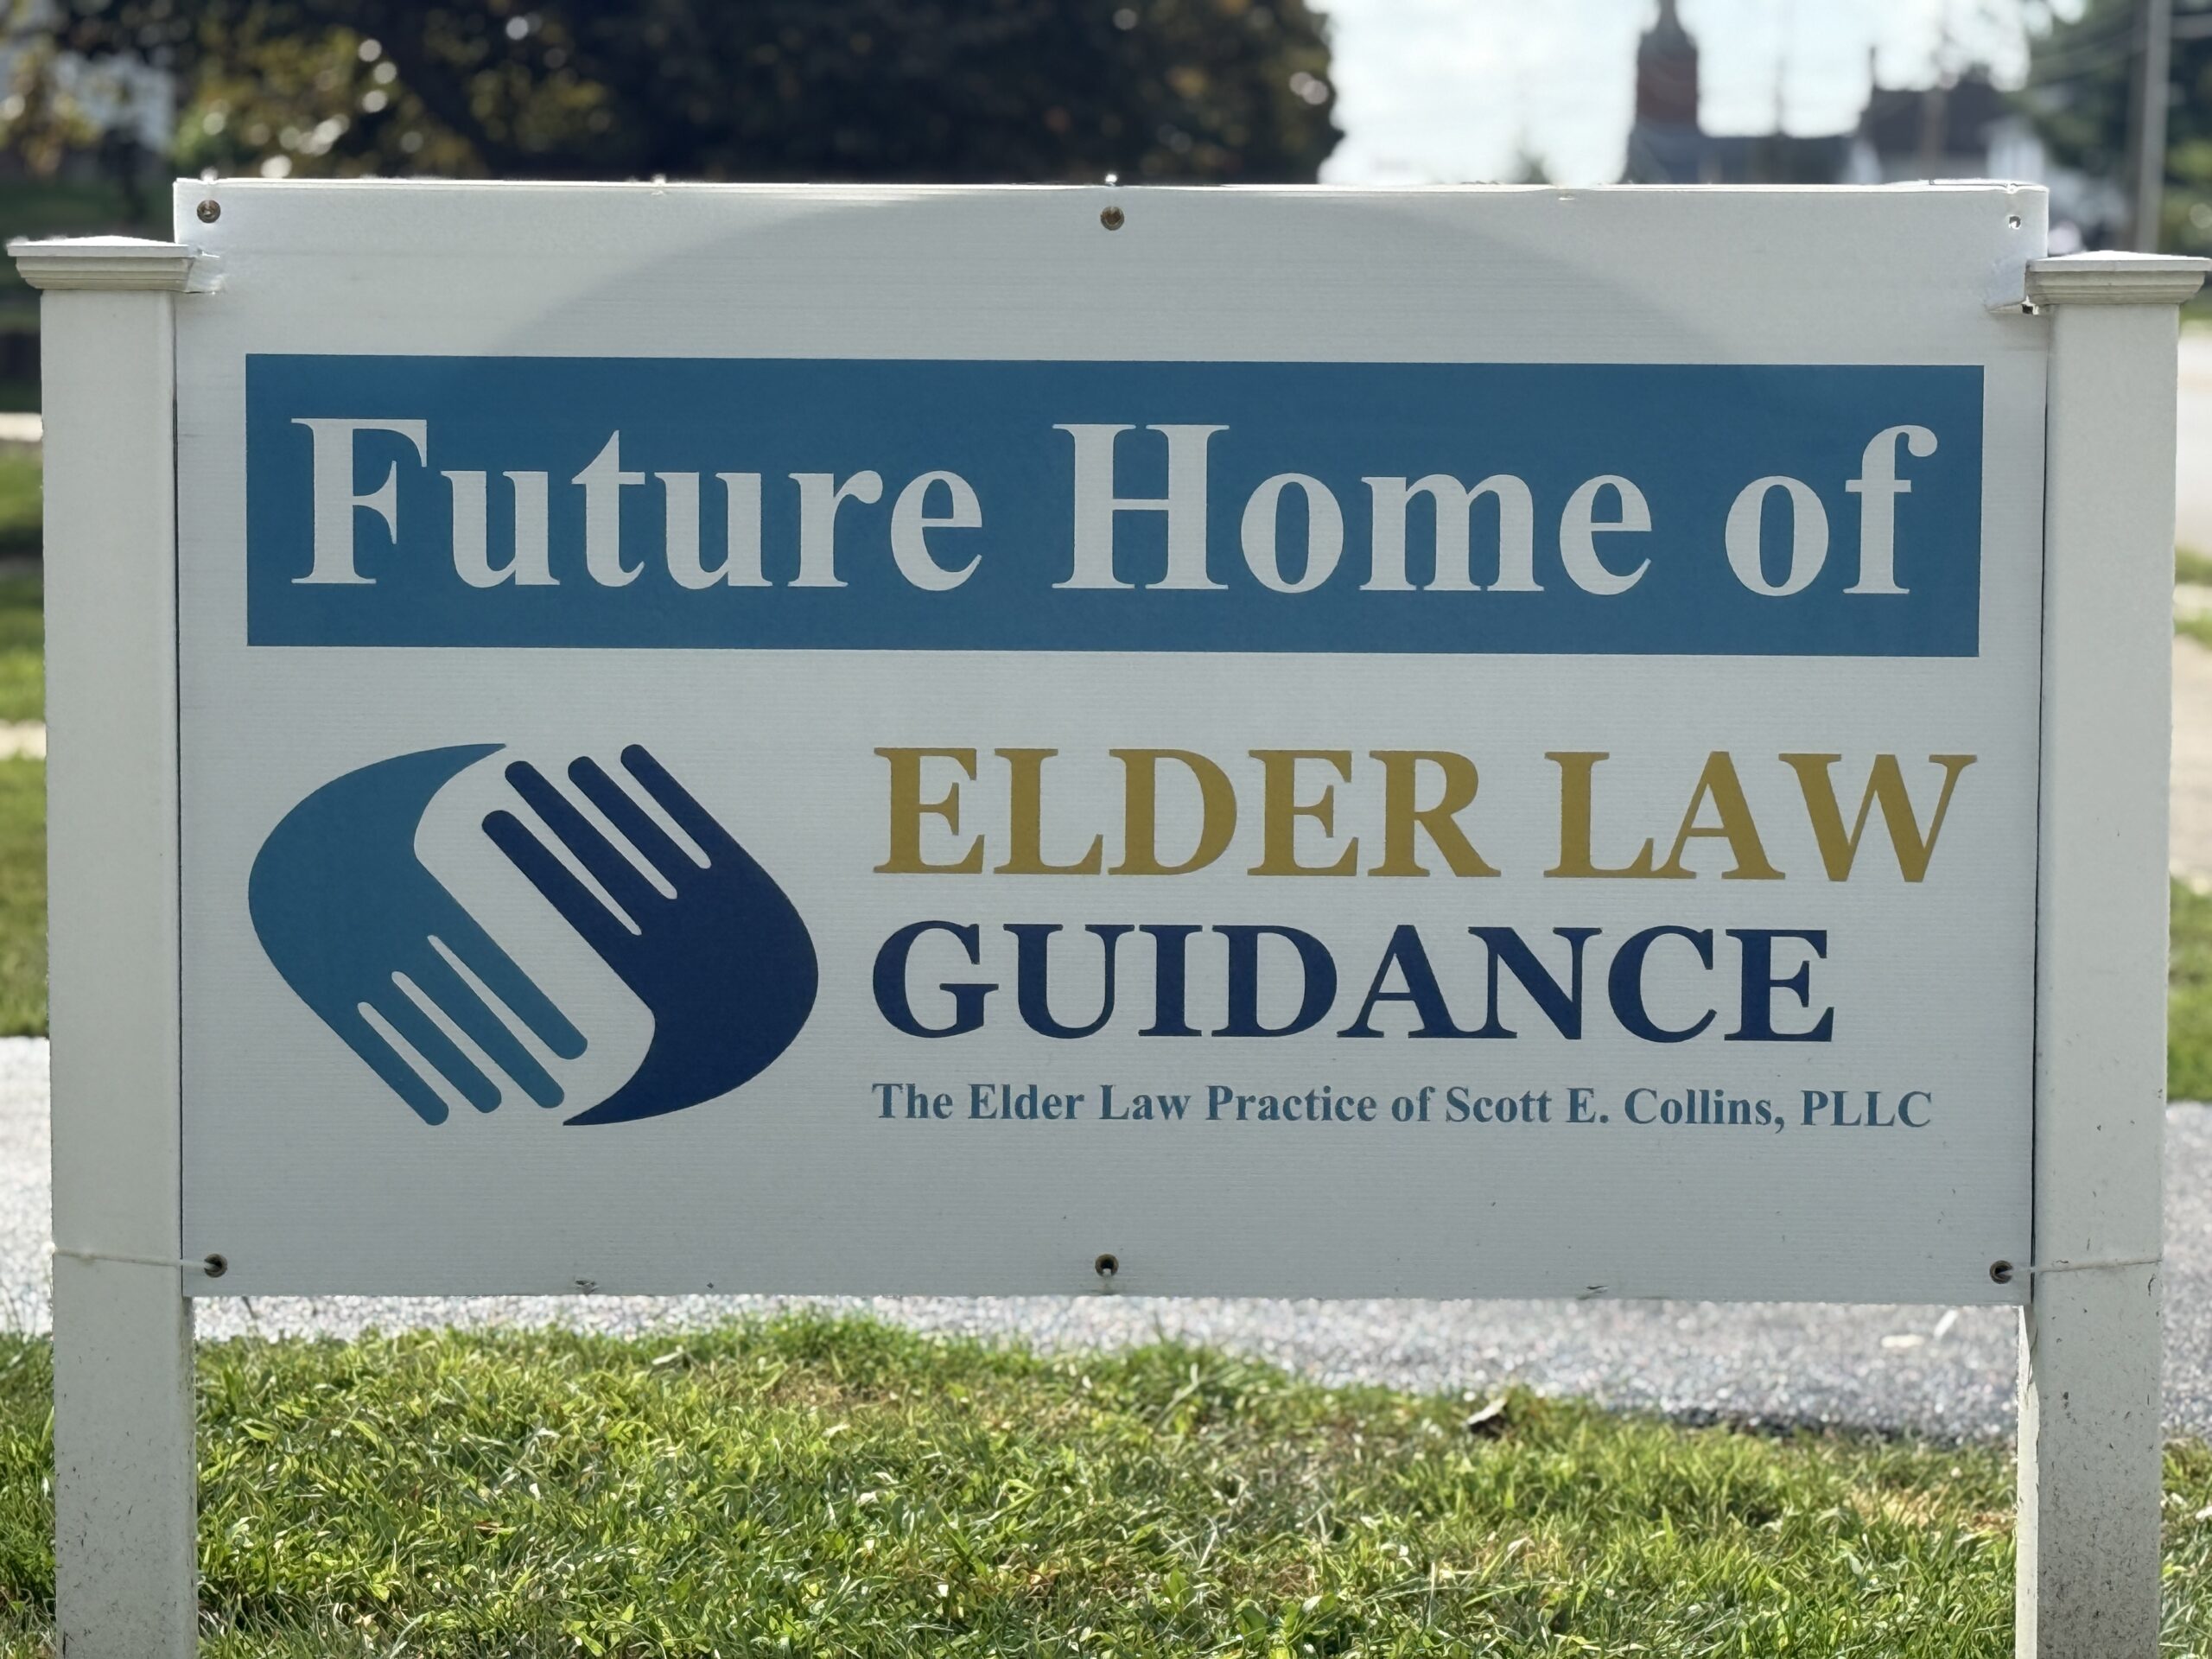 Future Home of
ELDER LAW
GUIDANCE
The Elder Law Practice of Scott E. Collins, PLLC